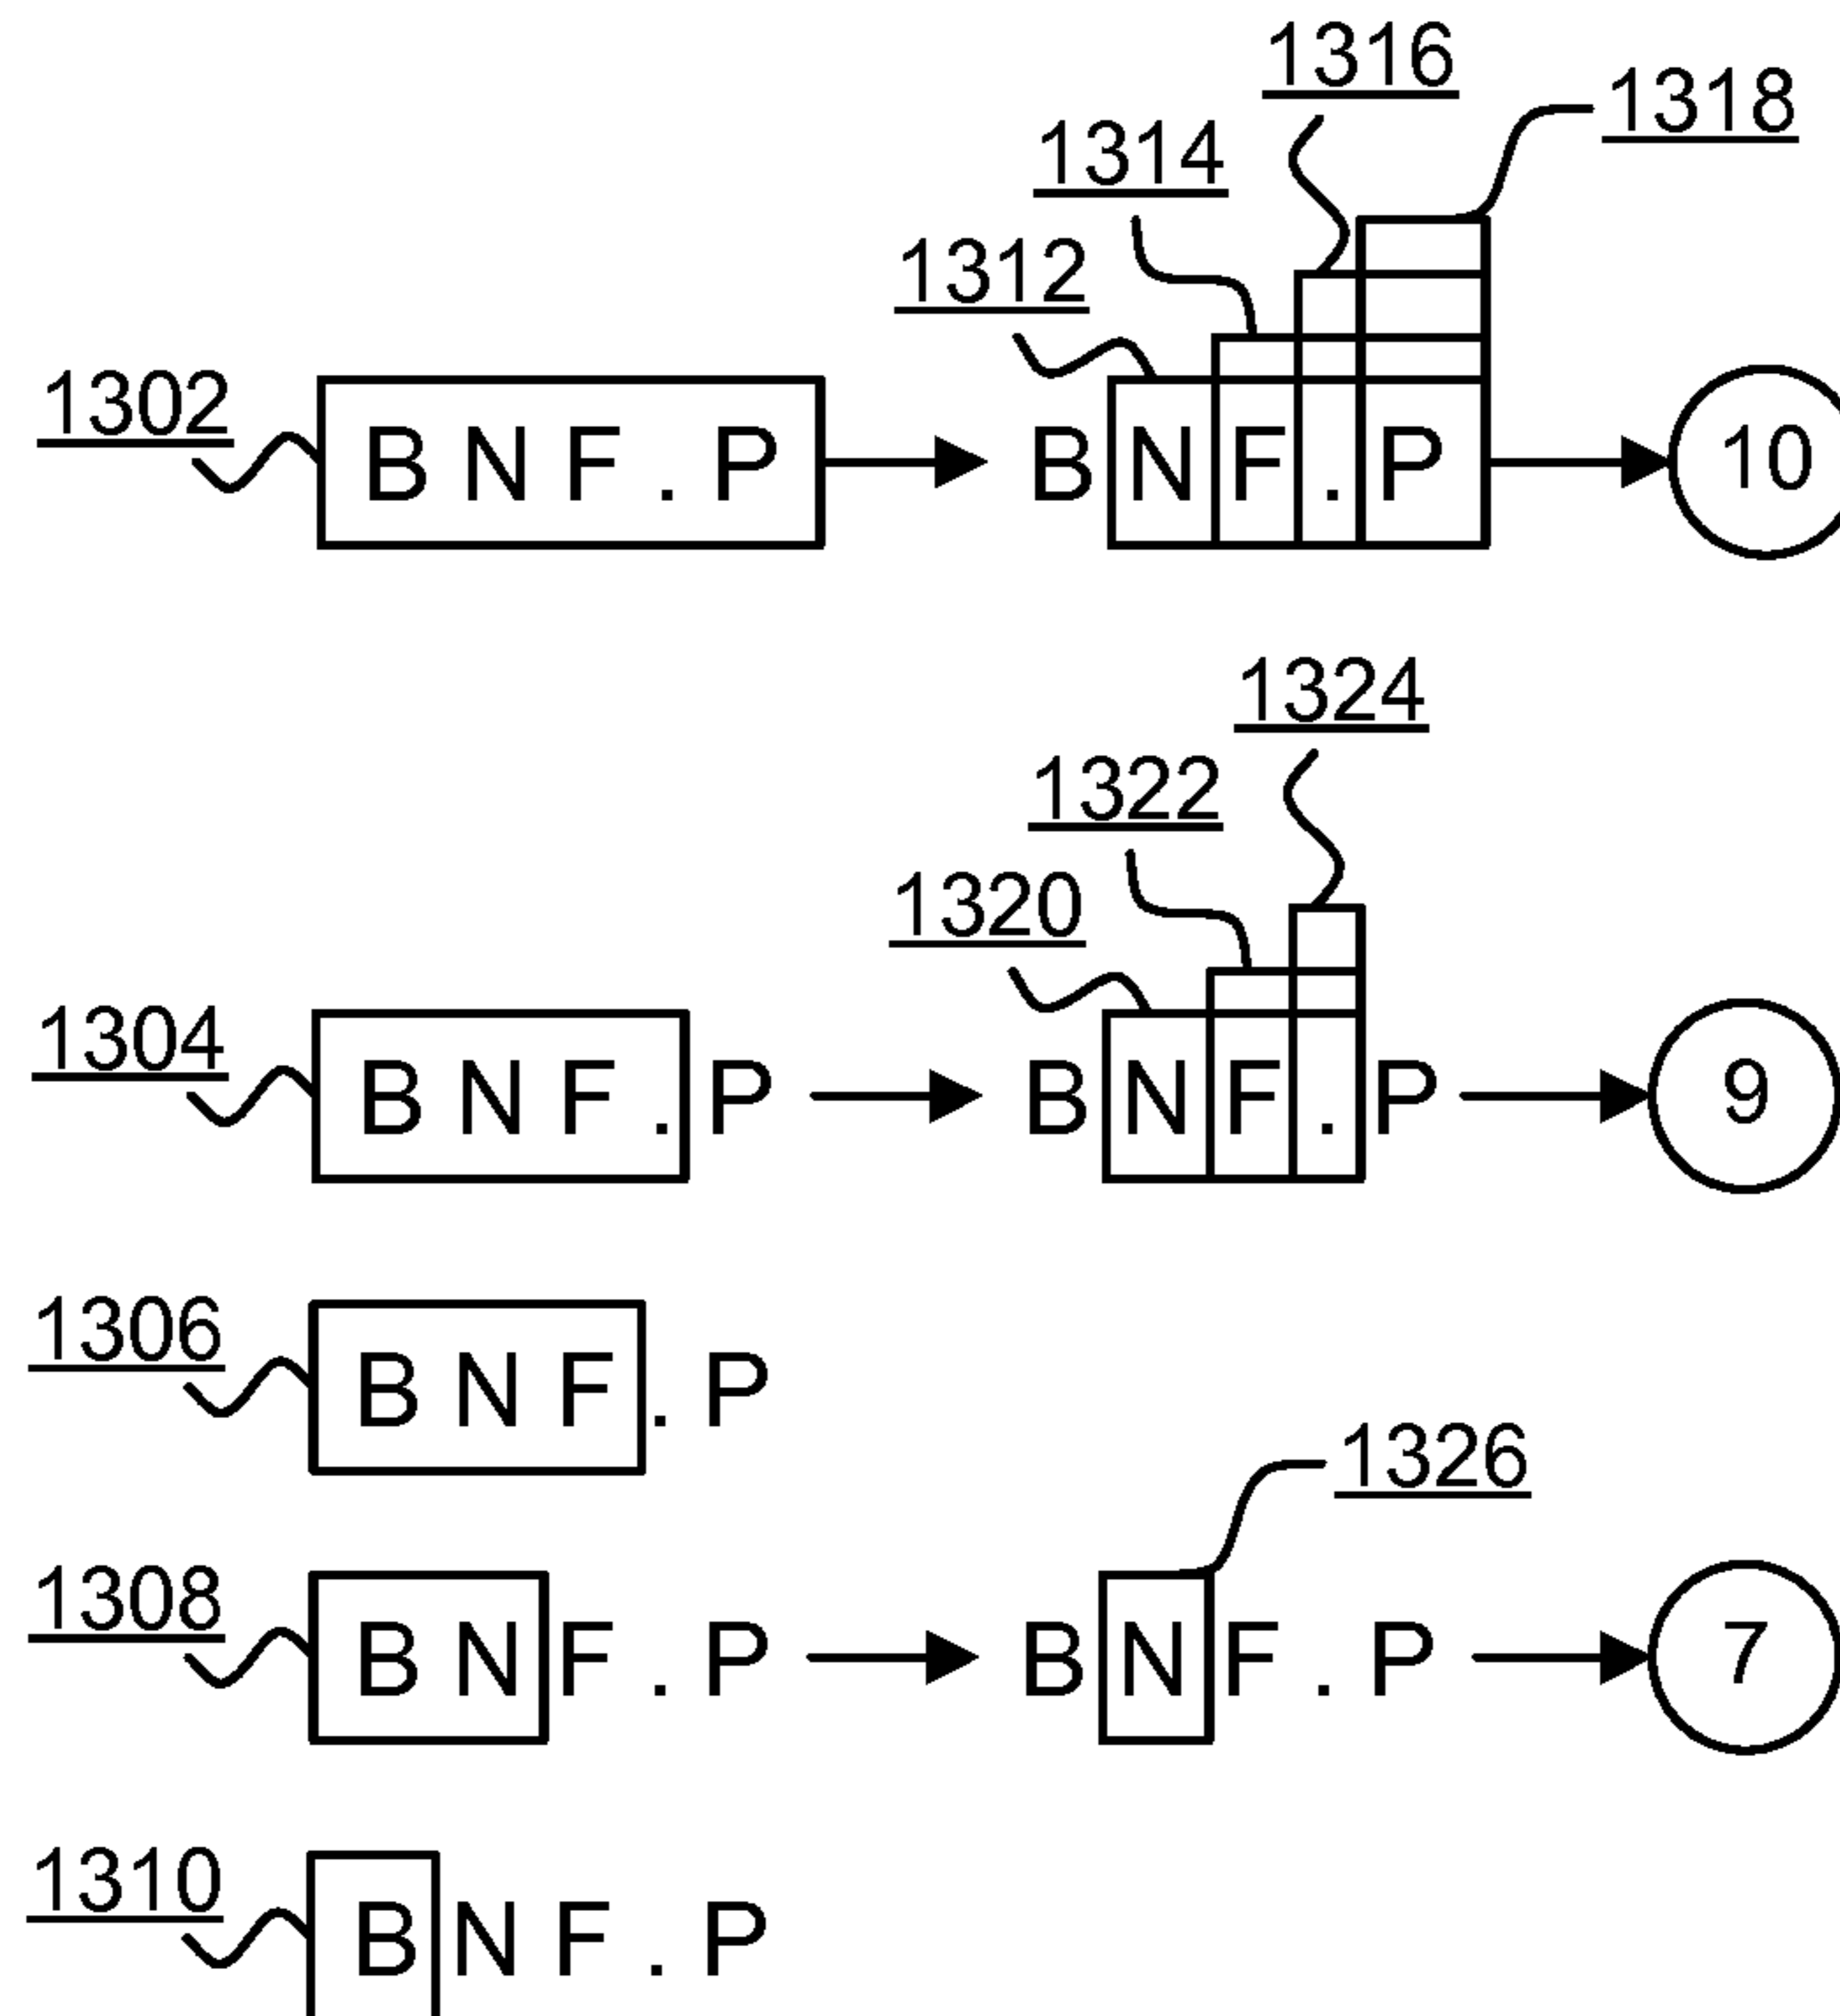 1316
1318
1314
1312
1302
B N F . P B N F . P 10
1324
1322
1320
1304
B N F . P B N F . P 9
1306
B N F . P
1326
1308
B N F . P B N F . P 7
1310
B N F . P